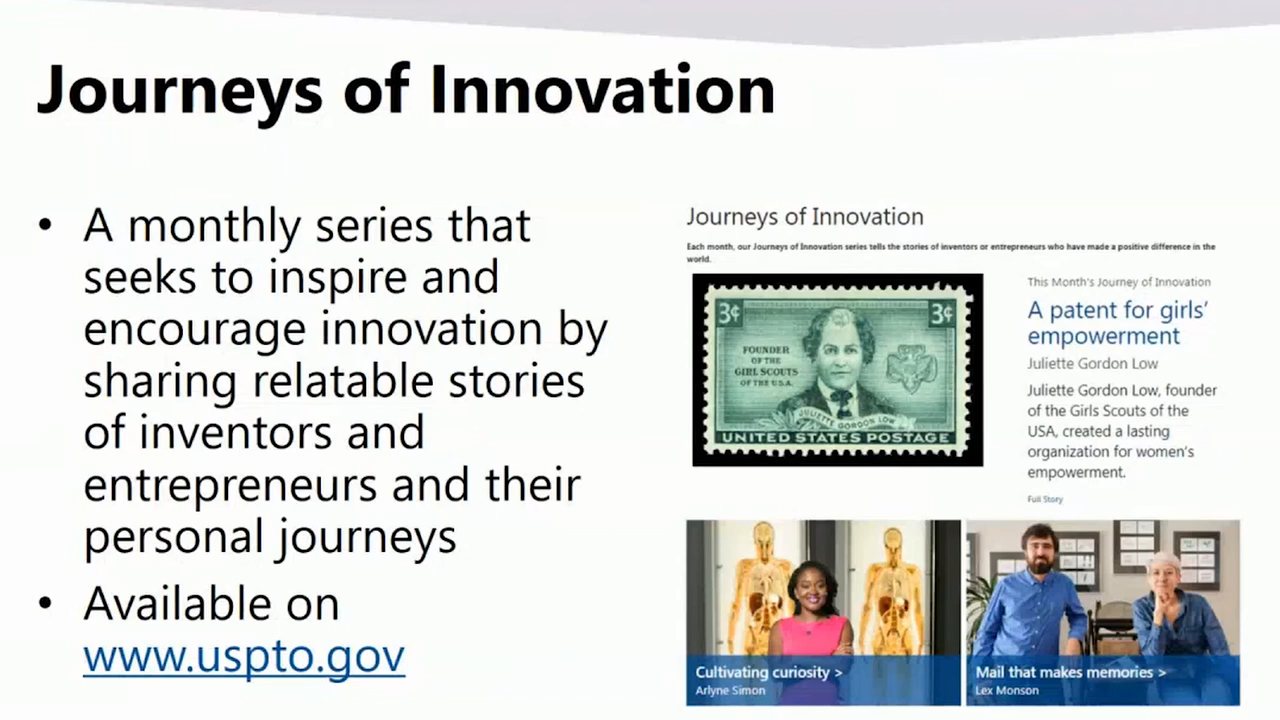 Journeys of Innovation
• A monthly series that
seeks to inspire and
encourage innovation by
sharing relatable stories
of inventors and
entrepreneurs and their
personal journeys
• Available on
www.uspto.gov
Journeys of Innovation
Each month, our Journeys of Innovation series tells the stories of inventors or entrepreneurs who have made a positive difference in the
world.
3¢ 3¢
FOUNDER
OF THE
GIRL SCOUTS
OF THE U.S.A.
JULIETTE GORDON LOW
UNITED STATES POSTAGE
This Month's Journey of Innovation
A patent for girls'
empowerment
Juliette Gordon Low
Juliette Gordon Low, founder
of the Girls Scouts of the
USA, created a lasting
organization for women's
empowerment.
Full Story
Cultivating curiosity >
Arlyne Simon
Mail that makes memories >
Lex Monson